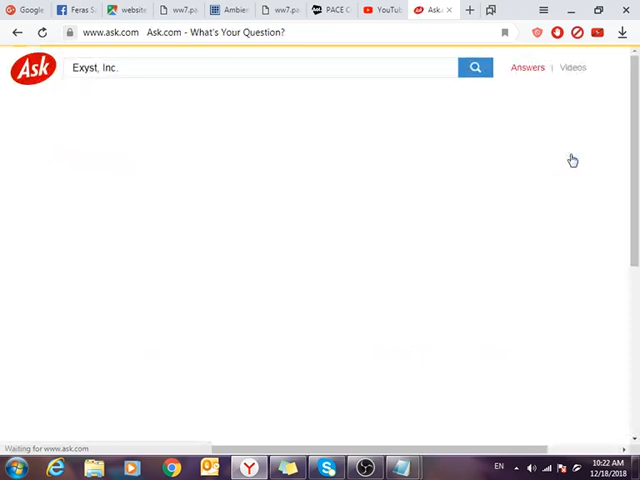 Google
Feras S
website
ww7.pa
Ambien
ww7.pa
PACE C
YouTub
Ask.c
www.ask.com Ask.com - What's Your Question?
Ask
Exyst, Inc.
Answers | Videos
Waiting for www.ask.com
EN
10:22 AM
12/18/2018